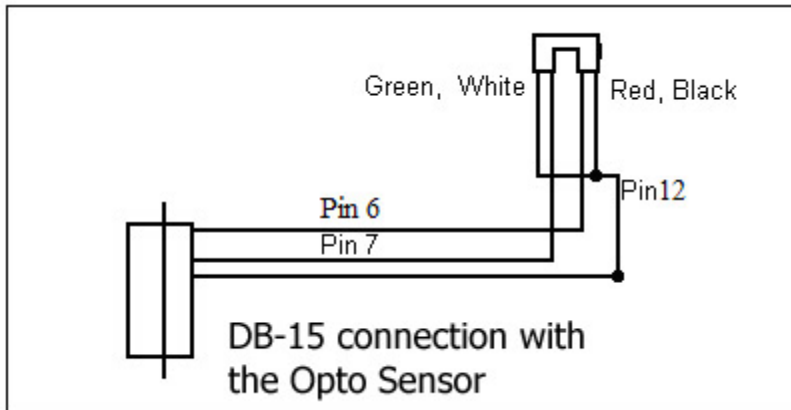 Green, White
Red, Black
Pin12
Pin 6
Pin 7
DB-15 connection with
the Opto Sensor